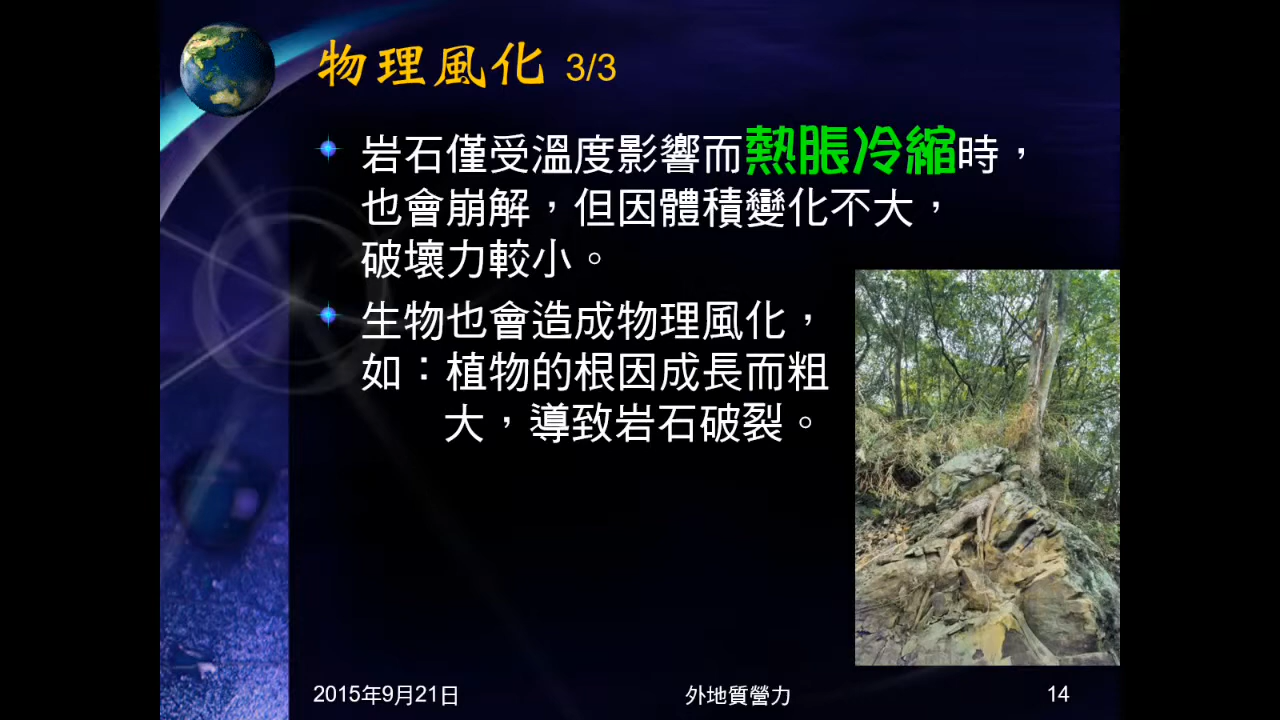 物理風化 3/3
岩石僅受溫度影響而熱脹冷縮時，
也會崩解，但因體積變化不大，
破壞力較小。
生物也會造成物理風化，
如：植物的根因成長而粗
大，導致岩石破裂。
2015年9月21日
外地質營力
14